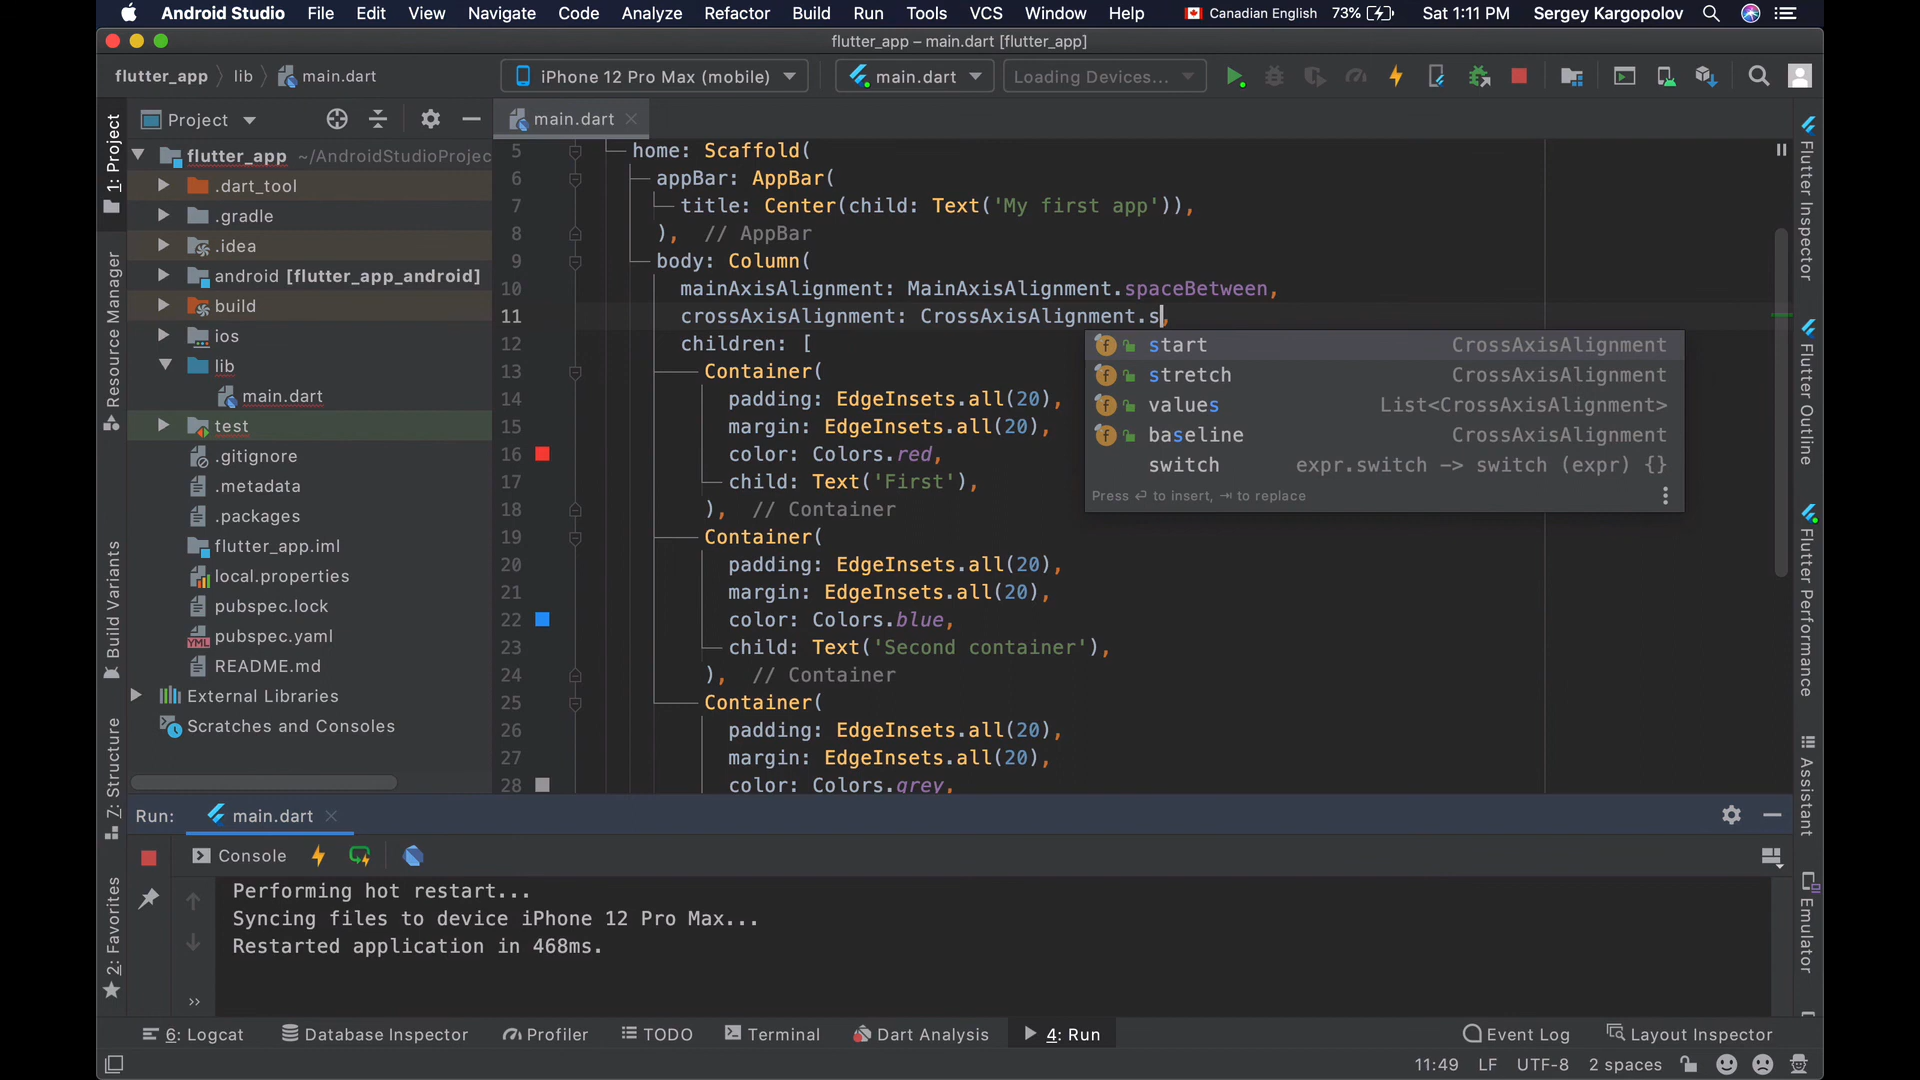 Android Studio File Edit View Navigate Code Analyze Refactor Build Run Tools VCS Window Help Canadian English 73% Sat 1:11 PM Sergey Kargopolov
flutter_app – main.dart [flutter_app]
flutter_app lib main.dart iPhone 12 Pro Max (mobile) main.dart Loading Devices...
Project main.dart
1: Project
Resource Manager
Build Variants
Z: Structure
2: Favorites
flutter_app ~/AndroidStudioProjec
.dart_tool
.gradle
.idea
android [flutter_app_android]
build
ios
lib
main.dart
test
.gitignore
.metadata
.packages
flutter_app.iml
local.properties
pubspec.lock
YML pubspec.yaml
README.md
External Libraries
Scratches and Consoles
5 home: Scaffold(
6 appBar: AppBar(
7 title: Center(child: Text('My first app')),
8 ), // AppBar
9 body: Column(
10 mainAxisAlignment: MainAxisAlignment.spaceBetween,
11 crossAxisAlignment: CrossAxisAlignment.s,
12 children: [
13 Container(
14 padding: EdgeInsets.all(20),
15 margin: EdgeInsets.all(20),
16 color: Colors.red,
17 child: Text('First'),
18 ), // Container
19 Container(
20 padding: EdgeInsets.all(20),
21 margin: EdgeInsets.all(20),
22 color: Colors.blue,
23 child: Text('Second container'),
24 ), // Container
25 Container(
26 padding: EdgeInsets.all(20),
27 margin: EdgeInsets.all(20),
28 color: Colors.grey,
f start CrossAxisAlignment
f stretch CrossAxisAlignment
f values List<CrossAxisAlignment>
f baseline CrossAxisAlignment
switch expr.switch –> switch (expr) {}
Press ↵ to insert, ⇥ to replace
Flutter Inspector
Flutter Outline
Flutter Performance
Assistant
Emulator
Run: main.dart
Console
Performing hot restart...
Syncing files to device iPhone 12 Pro Max...
Restarted application in 468ms.
»
6: Logcat Database Inspector Profiler TODO Terminal Dart Analysis 4: Run Event Log Layout Inspector
11:49 LF UTF-8 2 spaces